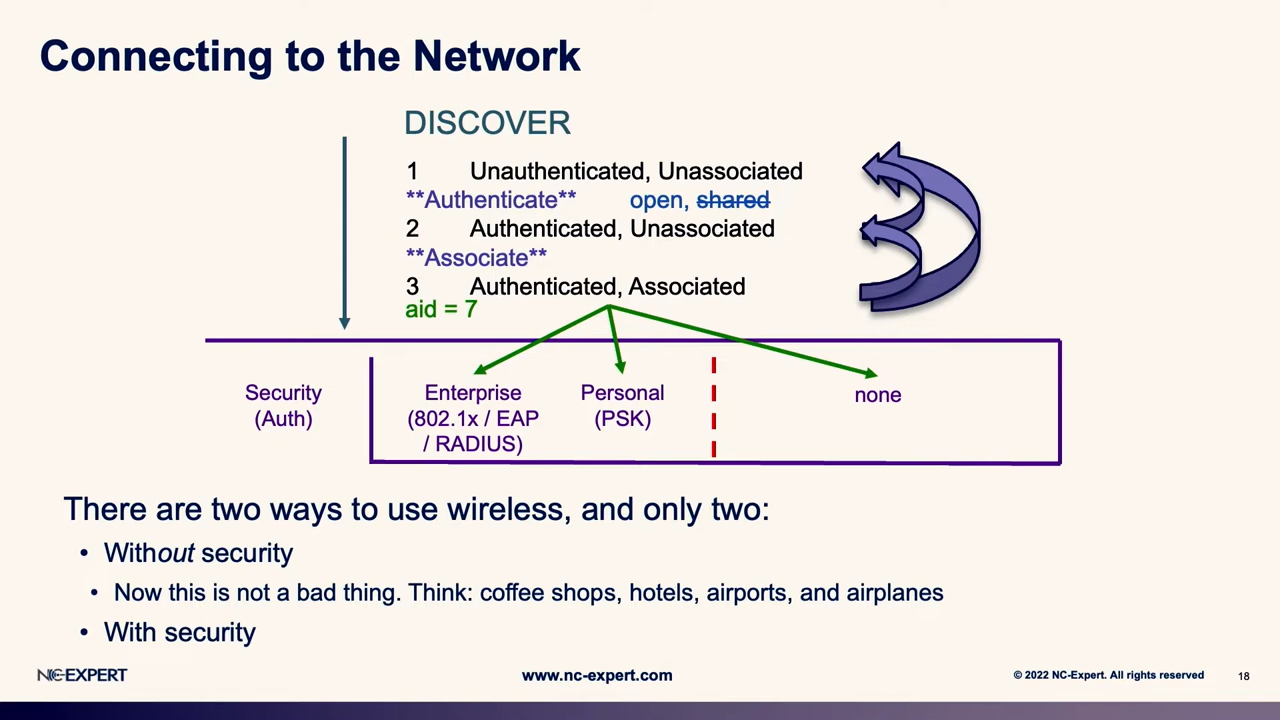 Connecting to the Network
DISCOVER
1 Unauthenticated, Unassociated
**Authenticate** open, shared
2 Authenticated, Unassociated
**Associate**
3 Authenticated, Associated
aid = 7
Security
(Auth)
Enterprise
(802.1x / EAP
/ RADIUS)
Personal
(PSK)
none
There are two ways to use wireless, and only two:
• Without security
• Now this is not a bad thing. Think: coffee shops, hotels, airports, and airplanes
• With security
NC-EXPERT
www.nc-expert.com
© 2022 NC-Expert. All rights reserved
18